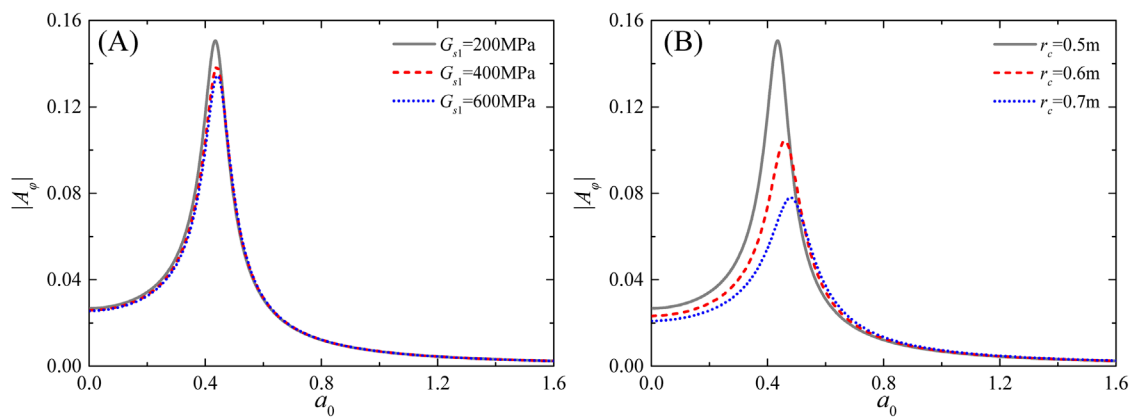 (A)
G_s1=200MPa
G_s1=400MPa
G_s1=600MPa
|A_φ|
0.16
0.12
0.08
0.04
0.00
0.0 0.4 0.8 1.2 1.6
a_0
(B)
r_c=0.5m
r_c=0.6m
r_c=0.7m
|A_φ|
0.16
0.12
0.08
0.04
0.00
0.0 0.4 0.8 1.2 1.6
a_0